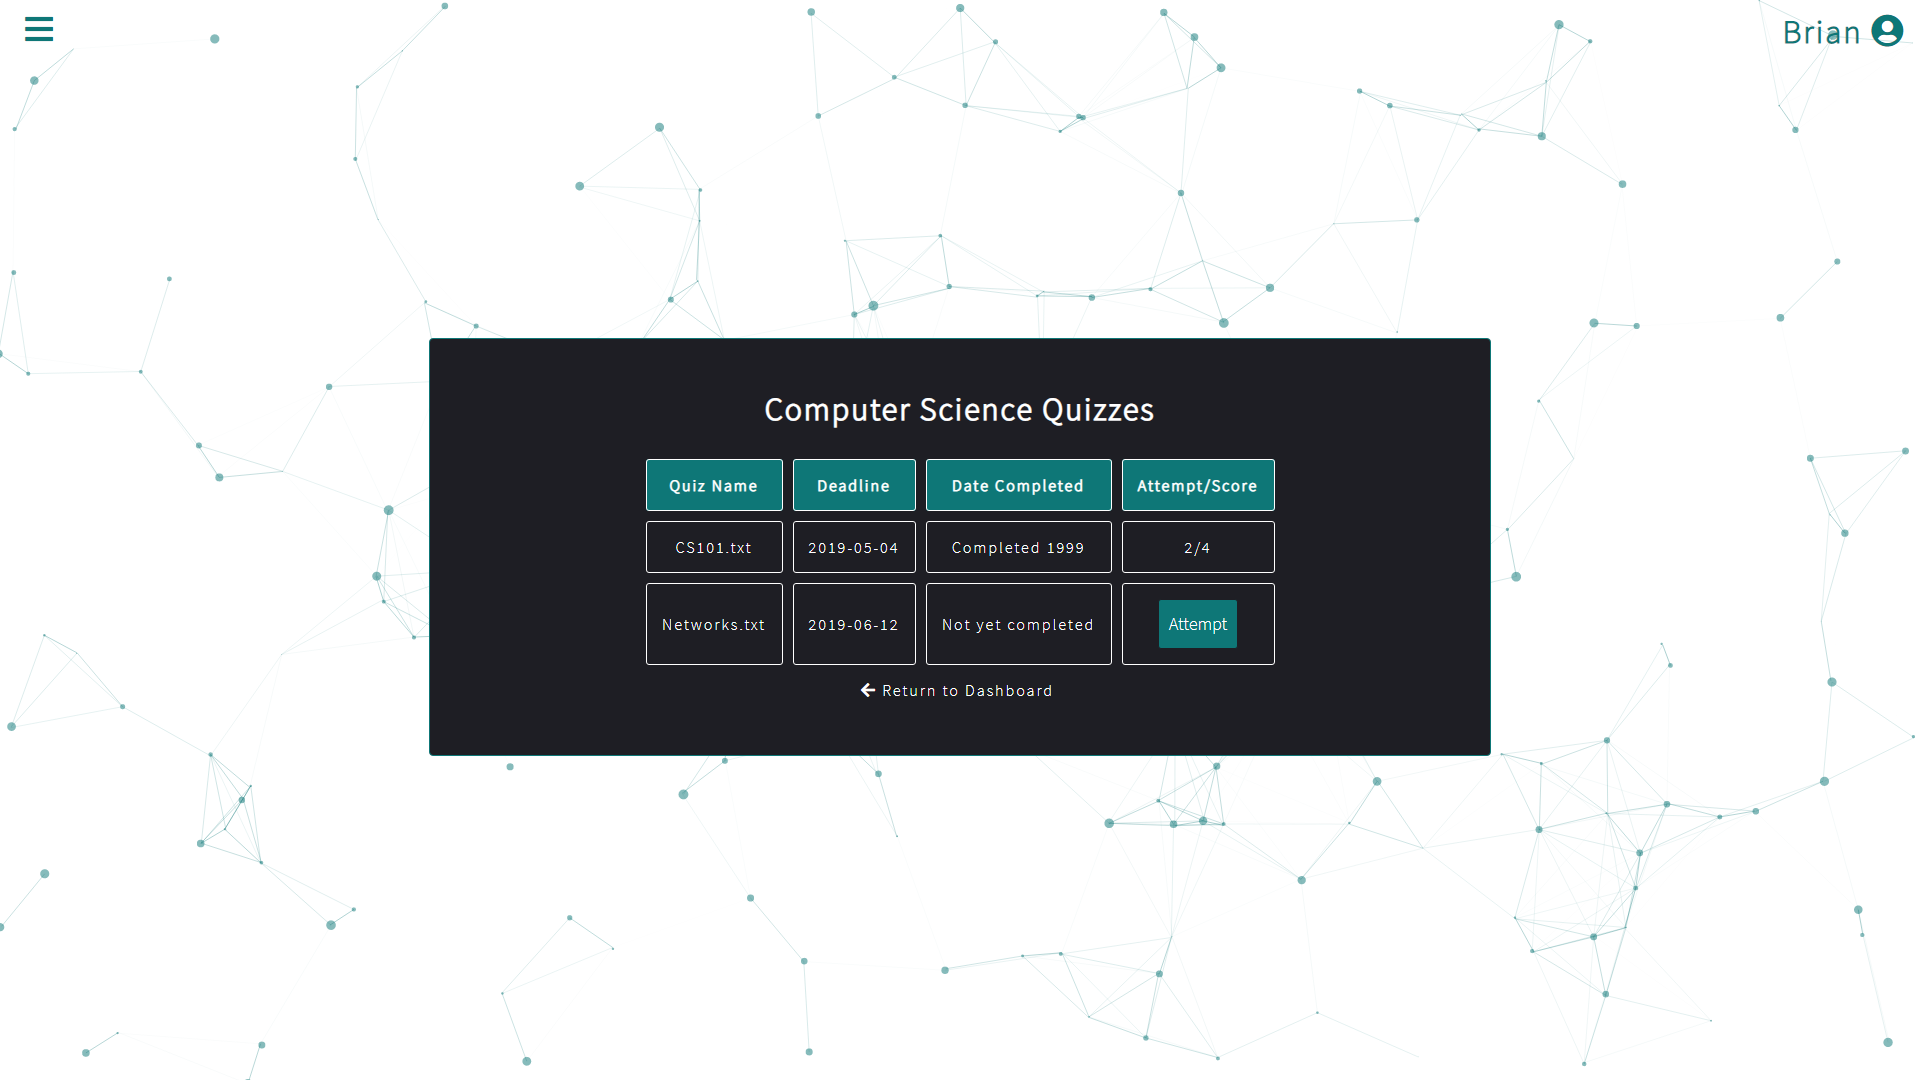 Brian
Computer Science Quizzes
Quiz Name Deadline Date Completed Attempt/Score
CS101.txt 2019-05-04 Completed 1999 2/4
Networks.txt 2019-06-12 Not yet completed Attempt
Return to Dashboard